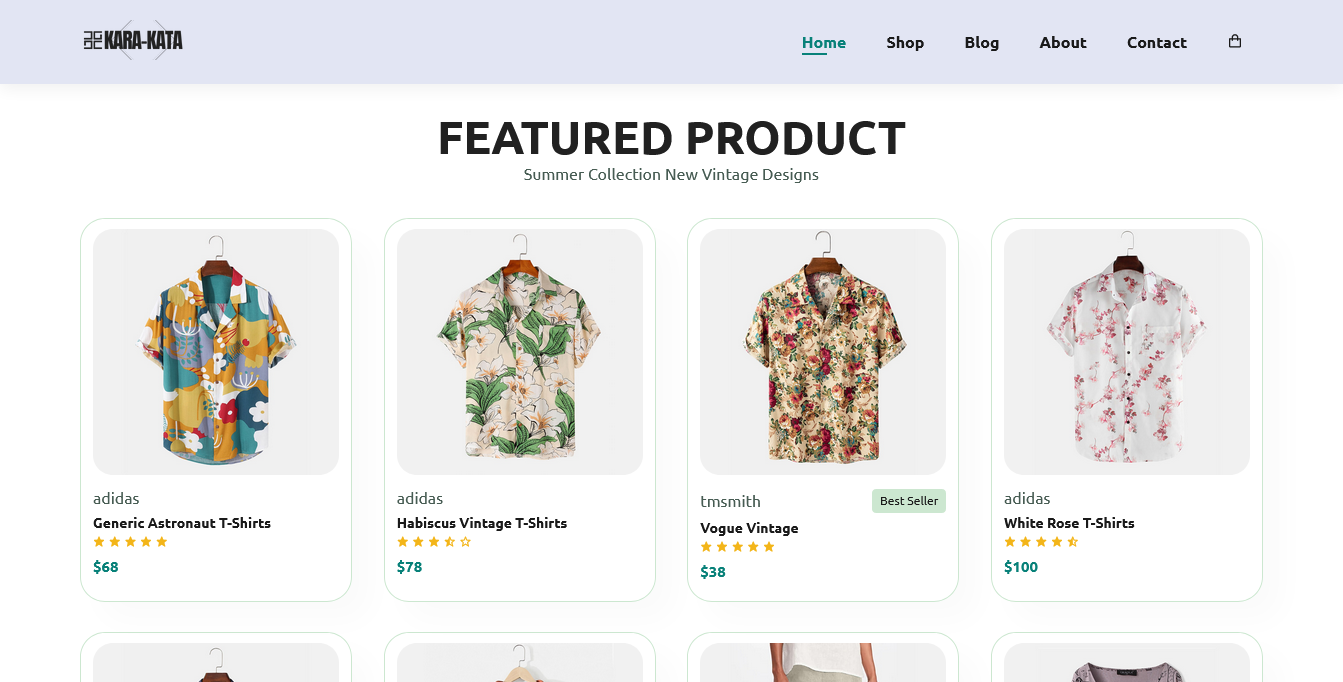 KARA-KATA
Home Shop Blog About Contact
FEATURED PRODUCT
Summer Collection New Vintage Designs
adidas
Generic Astronaut T-Shirts
$68
adidas
Habiscus Vintage T-Shirts
$78
tmsmith Best Seller
Vogue Vintage
$38
adidas
White Rose T-Shirts
$100